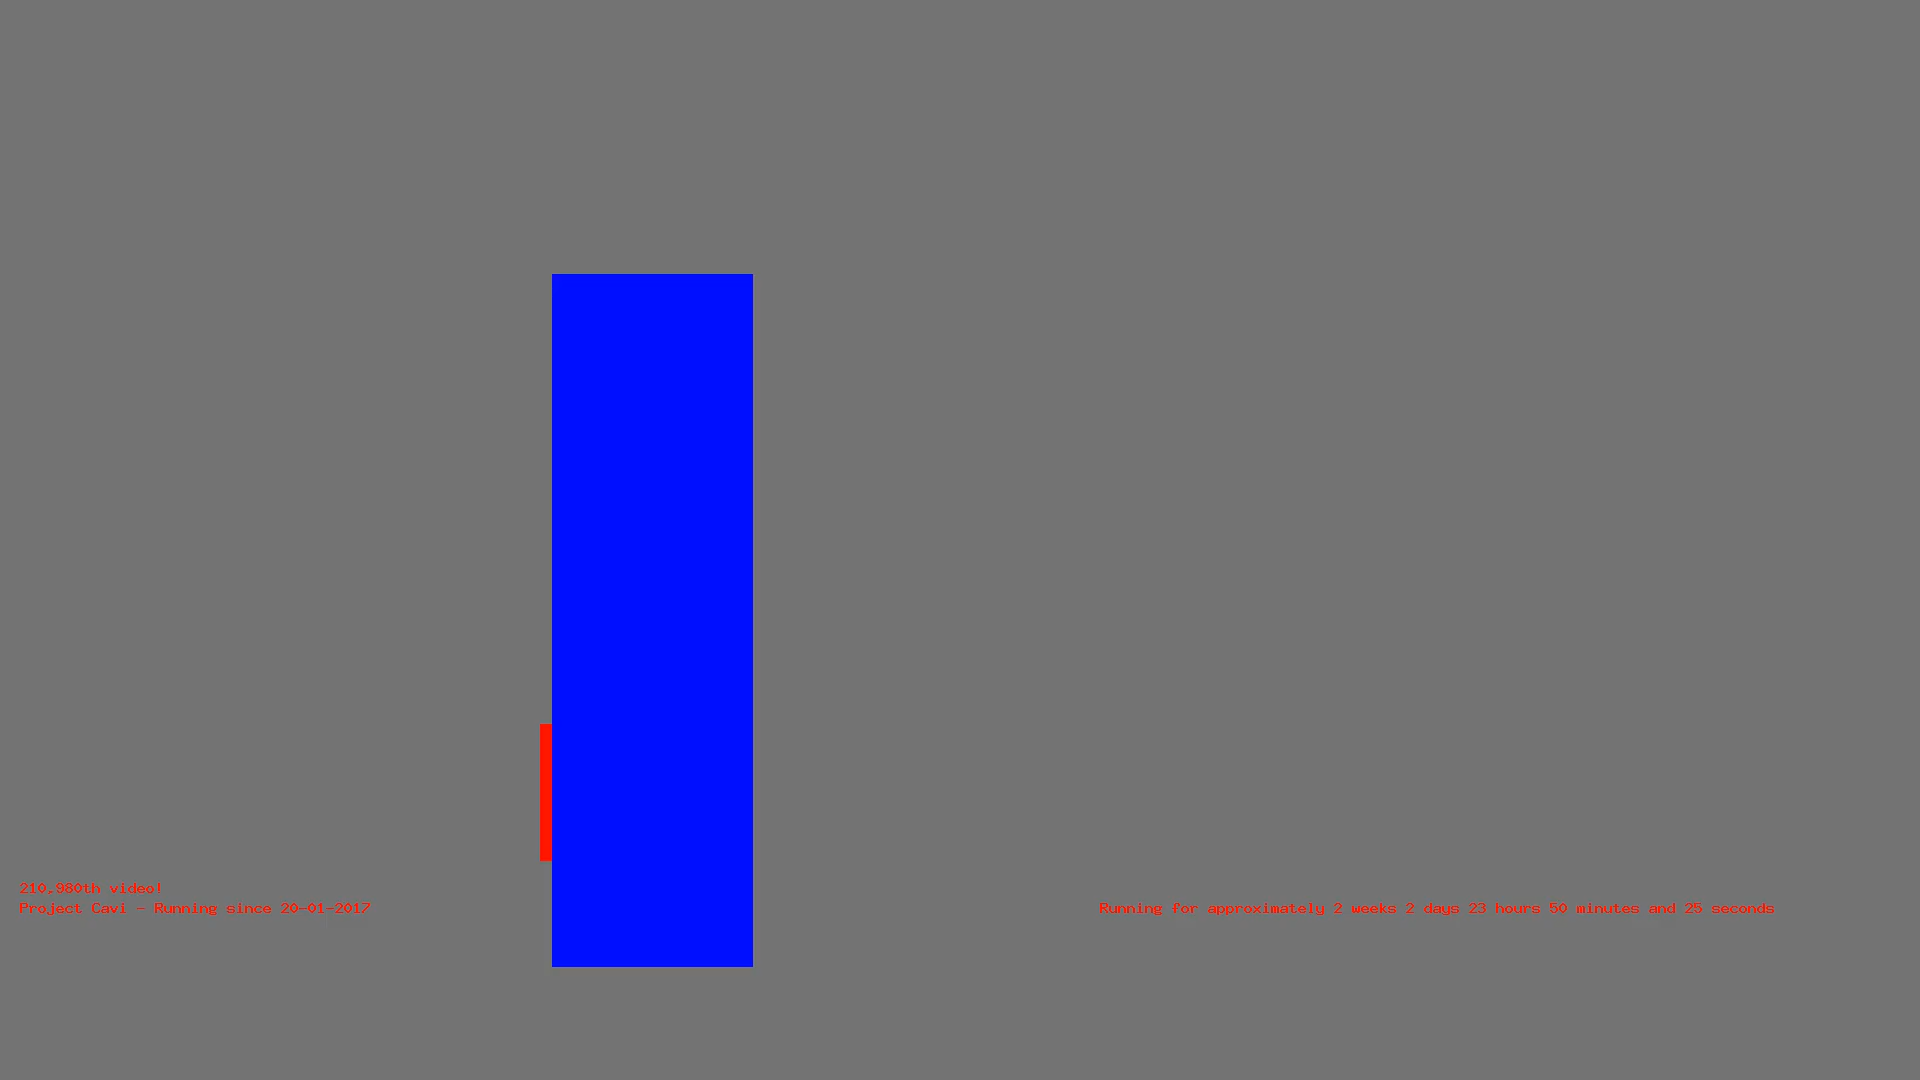 210,980th video!
Project Cavi - Running since 20-01-2017
Running for approximately 2 weeks 2 days 23 hours 50 minutes and 25 seconds